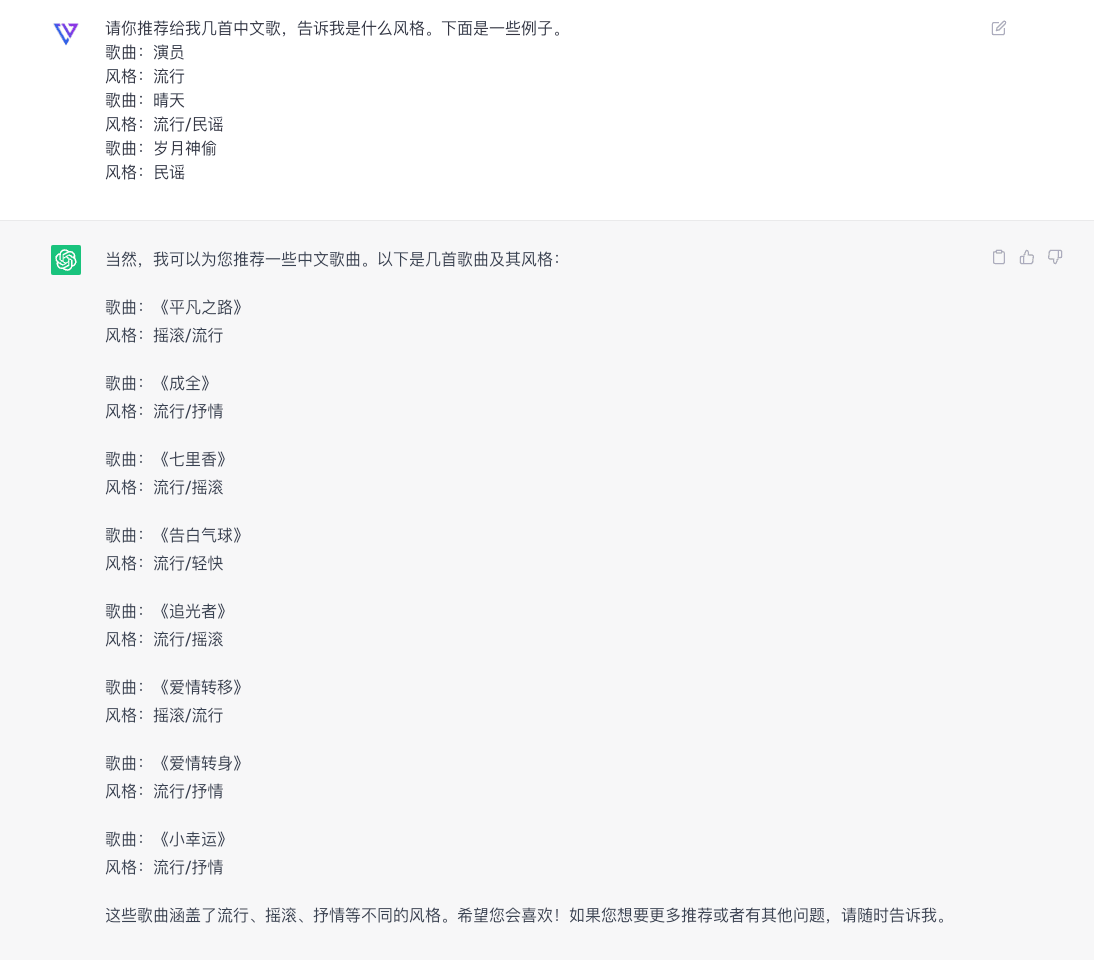 请你推荐给我几首中文歌，告诉我是什么风格。下面是一些例子。
歌曲：演员
风格：流行
歌曲：晴天
风格：流行/民谣
歌曲：岁月神偷
风格：民谣
当然，我可以为您推荐一些中文歌曲。以下是几首歌曲及其风格：
歌曲：《平凡之路》
风格：摇滚/流行
歌曲：《成全》
风格：流行/抒情
歌曲：《七里香》
风格：流行/摇滚
歌曲：《告白气球》
风格：流行/轻快
歌曲：《追光者》
风格：流行/摇滚
歌曲：《爱情转移》
风格：摇滚/流行
歌曲：《爱情转身》
风格：流行/抒情
歌曲：《小幸运》
风格：流行/抒情
这些歌曲涵盖了流行、摇滚、抒情等不同的风格。希望您会喜欢！如果您想要更多推荐或者有其他问题，请随时告诉我。